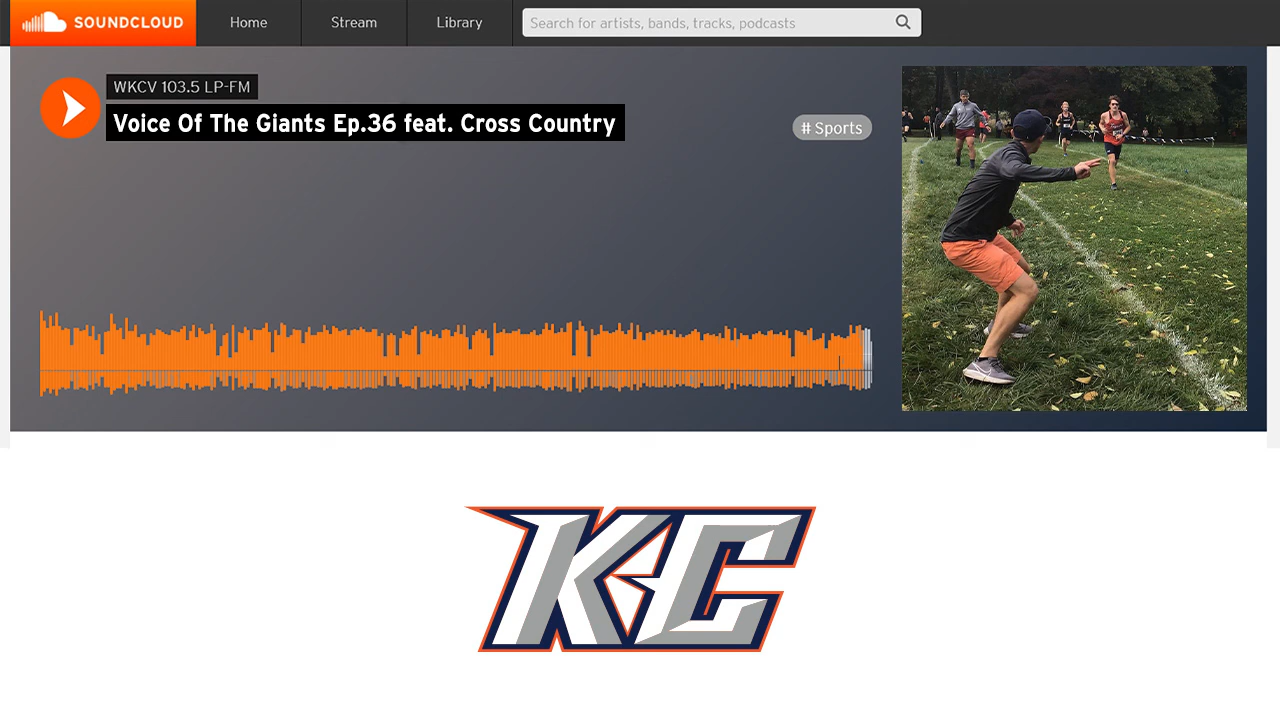 SOUNDCLOUD
Home
Stream
Library
Search for artists, bands, tracks, podcasts
WKCV 103.5 LP-FM
Voice Of The Giants Ep.36 feat. Cross Country
# Sports
KC